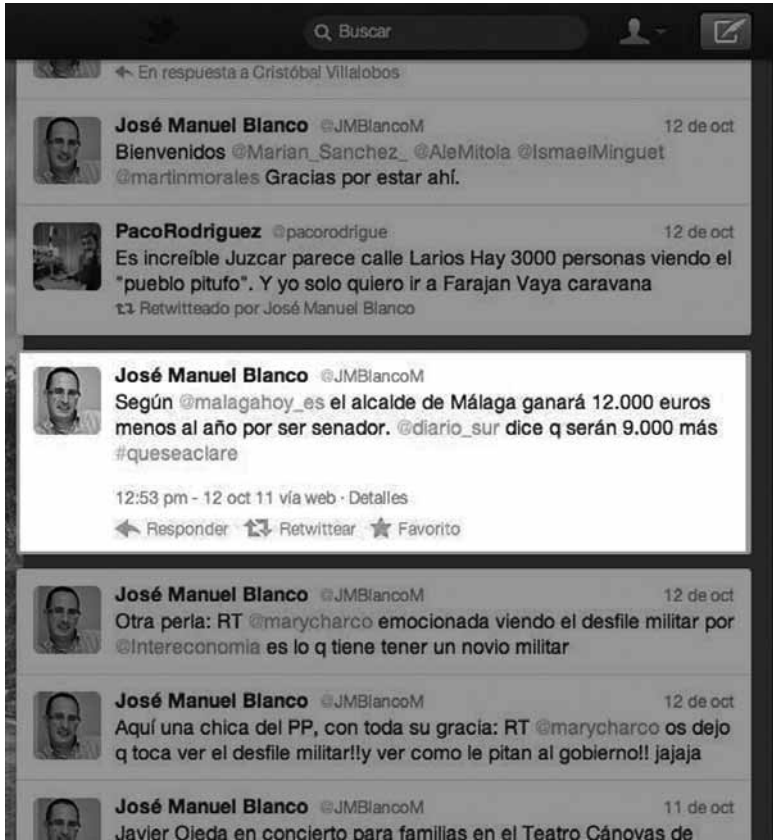 Buscar
En respuesta a Cristóbal Villalobos
José Manuel Blanco @JMBlancoM 12 de oct
Bienvenidos @Marian_Sanchez_ @AleMitola @IsmaelMinguet
@martinmorales Gracias por estar ahí.
PacoRodriguez @pacorodrigue 12 de oct
Es increíble Juzcar parece calle Larios Hay 3000 personas viendo el
"pueblo pitufo". Y yo solo quiero ir a Farajan Vaya caravana
Retwitteado por José Manuel Blanco
José Manuel Blanco @JMBlancoM
Según @malagahoy_es el alcalde de Málaga ganará 12.000 euros
menos al año por ser senador. @diario_sur dice q serán 9.000 más
#queseaclare
12:53 pm - 12 oct 11 vía web · Detalles
Responder Retwittear Favorito
José Manuel Blanco @JMBlancoM 12 de oct
Otra perla: RT @marycharco emocionada viendo el desfile militar por
@Intereconomia es lo q tiene tener un novio militar
José Manuel Blanco @JMBlancoM 12 de oct
Aquí una chica del PP, con toda su gracia: RT @marycharco os dejo
q toca ver el desfile militar!!y ver como le pitan al gobierno!! jajaja
José Manuel Blanco @JMBlancoM 11 de oct
Javier Ojeda en concierto para familias en el Teatro Cánovas de